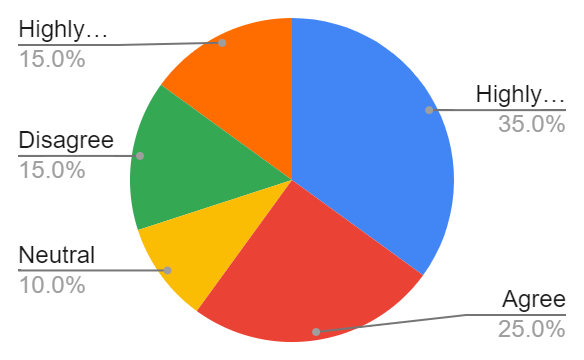 Highly…
15.0%
Highly…
35.0%
Disagree
15.0%
Neutral
10.0%
Agree
25.0%